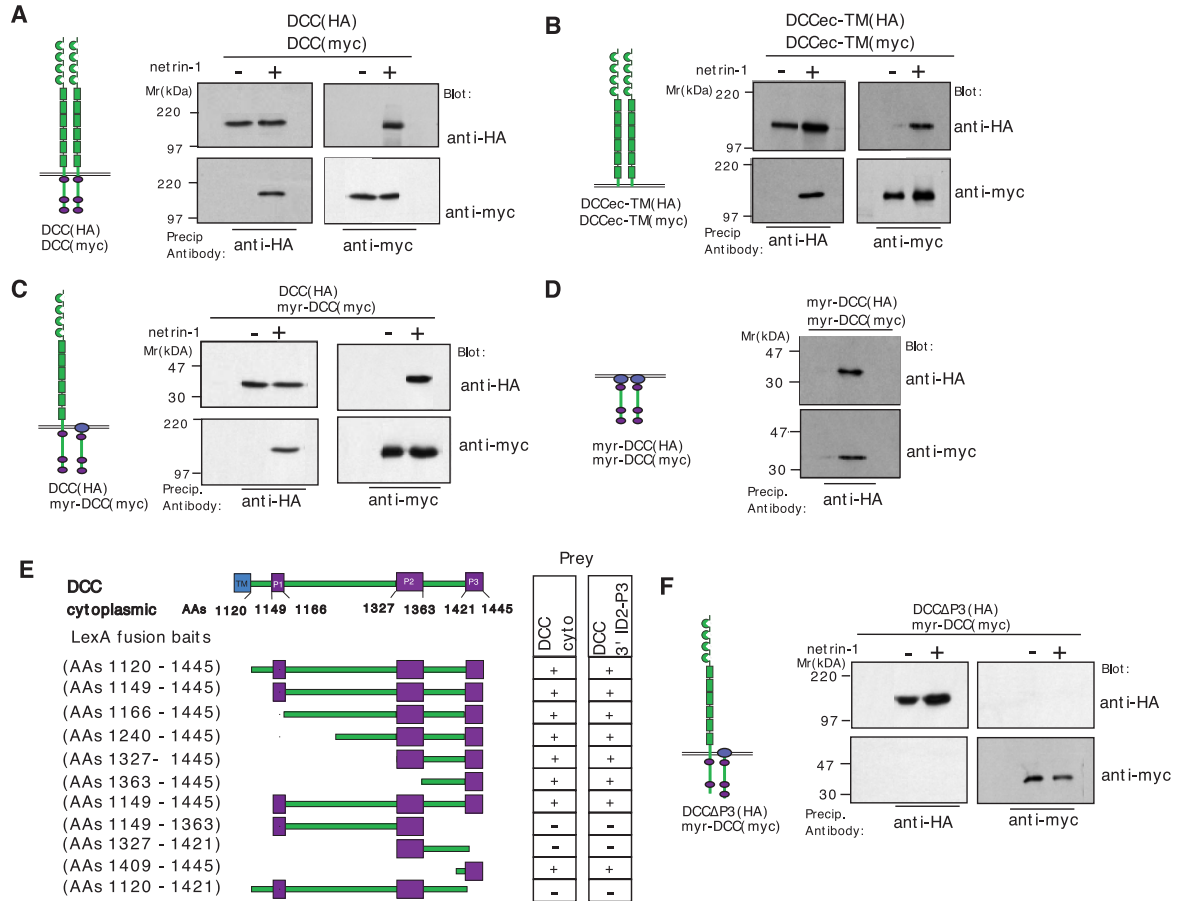 A
DCC(HA)
DCC(myc)
netrin-1 - +  - +
Mr(kDa)
Blot:
220
97
anti-HA
220
97
anti-myc
Precip
Antibody:
anti-HA
anti-myc
DCC(HA)
DCC(myc)
B
DCCec-TM(HA)
DCCec-TM(myc)
netrin-1 - +  - +
Mr(kDA)
Blot:
220
97
anti-HA
220
97
anti-myc
Precip.
Antibody:
anti-HA
anti-myc
DCCec-TM(HA)
DCCec-TM(myc)
C
DCC(HA)
myr-DCC(myc)
netrin-1 - +  - +
Mr(kDA)
Blot:
47
30
anti-HA
220
97
anti-myc
Precip.
Antibody:
anti-HA
anti-myc
DCC(HA)
myr-DCC(myc)
D
myr-DCC(HA)
myr-DCC(myc)
Mr(kDA)
Blot:
47
30
anti-HA
47
30
anti-myc
Precip.
Antibody:
anti-HA
myr-DCC(HA)
myr-DCC(myc)
E
Prey
DCC
cytoplasmic
TM P1 P2 P3
AAs 1120 1149 1166 1327 1363 1421 1445
DCC
cyto
DCC
3' ID2-P3
LexA fusion baits
(AAs 1120 - 1445) + +
(AAs 1149 - 1445) + +
(AAs 1166 - 1445) + +
(AAs 1240 - 1445) + +
(AAs 1327- 1445) + +
(AAs 1363 - 1445) + +
(AAs 1149 - 1445) + +
(AAs 1149 - 1363) - -
(AAs 1327 - 1421) - -
(AAs 1409 - 1445) + +
(AAs 1120 - 1421) - -
F
DCCΔP3(HA)
myr-DCC(myc)
netrin-1 - +  - +
Mr(kDA)
Blot:
220
97
anti-HA
47
30
anti-myc
Precip.
Antibody:
anti-HA
anti-myc
DCCΔP3(HA)
myr-DCC(myc)